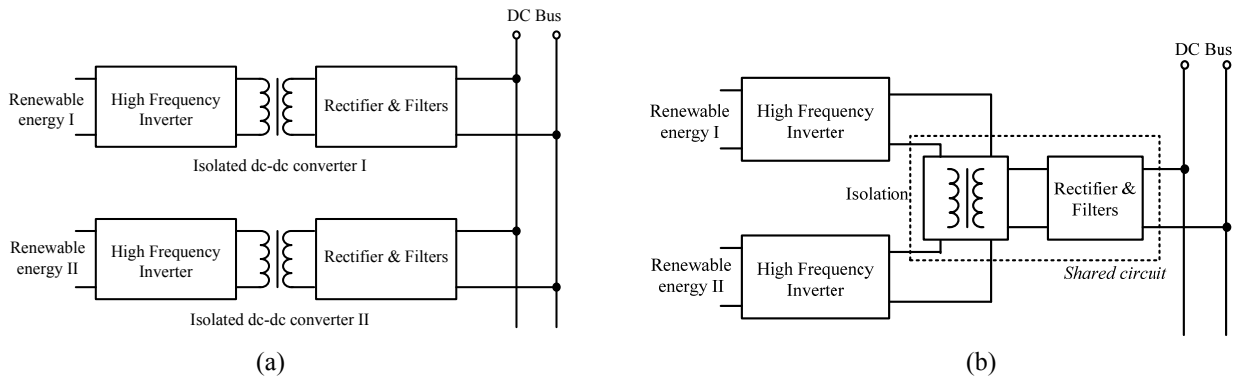 DC Bus
Renewable
energy I
High Frequency
Inverter
Rectifier & Filters
Isolated dc-dc converter I
Renewable
energy II
High Frequency
Inverter
Rectifier & Filters
Isolated dc-dc converter II
(a)
DC Bus
Renewable
energy I
High Frequency
Inverter
Isolation
Rectifier &
Filters
Renewable
energy II
High Frequency
Inverter
Shared circuit
(b)